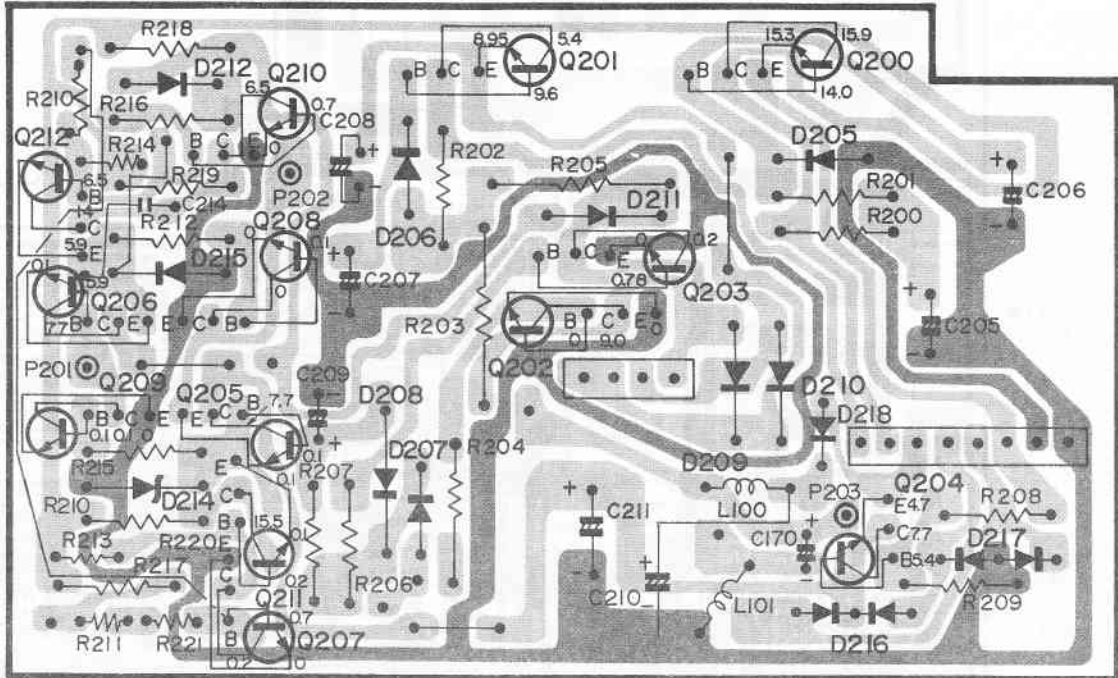 R218
D212
Q210
6.5
0.7
C208
+
-
R210
R216
Q212
R214
B C E
0
P202
R219
6.5
B
C
E
C214
R212
5.9
Q208
0.1
D215
5.9
Q206
7.7
B C E E C B
8.95 5.4
B C E
Q201
9.6
15.3 15.9
B C E
Q200
14.0
R202
D206
+
C207
-
R205
D211
B C E
0 0.2
0.78
Q203
R203
B C E
0 9.0 0
Q202
D205
R201
R200
+
C206
-
+
C205
-
P201
Q209
Q205
B C E E C B 7.7
0.1 0.1 0
C209
-
+
D208
D207
R204
R215
E
0.1
0.1
R207
D214
C
R210
B
15.5
0.1
R213
R220
E
R217
C
0.2
R206
Q211
0.7
R211
R221
B
Q207
0.2 0
D210
D218
D209
L100
+
C211
-
+
C210
-
L101
P203
Q204
E4.7
+
C170
-
C7.7
B5.4
R208
D217
R209
D216